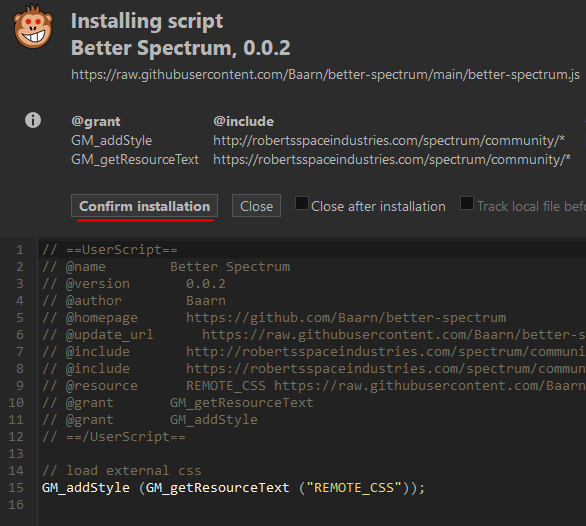 Installing script
Better Spectrum, 0.0.2
https://raw.githubusercontent.com/Baarn/better-spectrum/main/better-spectrum.js
@grant @include
GM_addStyle http://robertsspaceindustries.com/spectrum/community/*
GM_getResourceText https://robertsspaceindustries.com/spectrum/community/*
Confirm installation Close Close after installation Track local file befo
1 // ==UserScript==
2 // @name Better Spectrum
3 // @version 0.0.2
4 // @author Baarn
5 // @homepage https://github.com/Baarn/better-spectrum
6 // @update_url https://raw.githubusercontent.com/Baarn/better-s
7 // @include http://robertsspaceindustries.com/spectrum/communi
8 // @include https://robertsspaceindustries.com/spectrum/commun
9 // @resource REMOTE_CSS https://raw.githubusercontent.com/Baarn
10 // @grant GM_getResourceText
11 // @grant GM_addStyle
12 // ==/UserScript==
13
14 // load external css
15 GM_addStyle (GM_getResourceText ("REMOTE_CSS"));
16